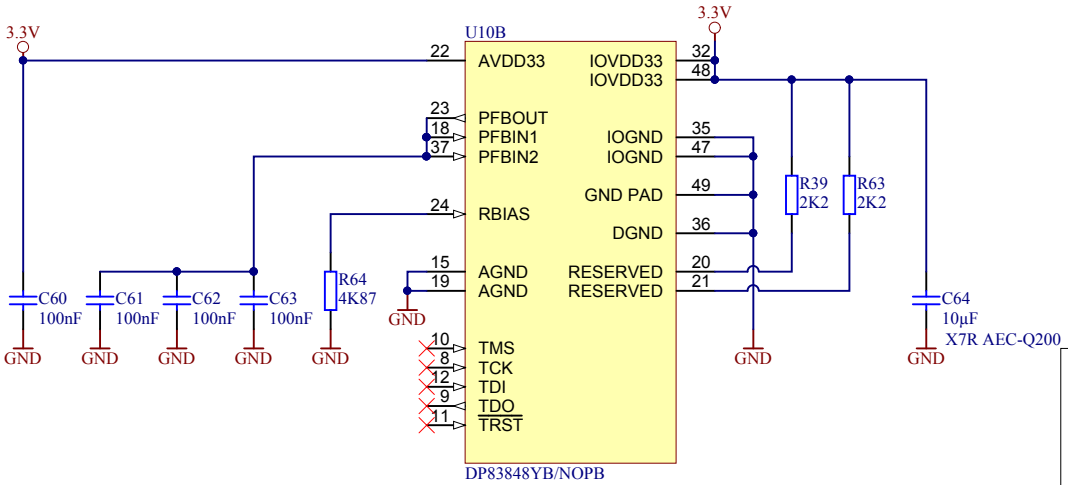 3.3V
3.3V
U10B
22 AVDD33 IOVDD33 32
IOVDD33 48
23 PFBOUT
18 PFBIN1 IOGND 35
37 PFBIN2 IOGND 47
R39 R63
2K2 2K2
GND PAD 49
24 RBIAS
DGND 36
15 AGND RESERVED 20
19 AGND RESERVED 21
R64
4K87
C60 C61 C62 C63
100nF 100nF 100nF 100nF
C64
10µF
X7R AEC-Q200
GND
GND GND GND GND GND GND GND
10 TMS
8 TCK
12 TDI
9 TDO
11 TRST
DP83848YB/NOPB